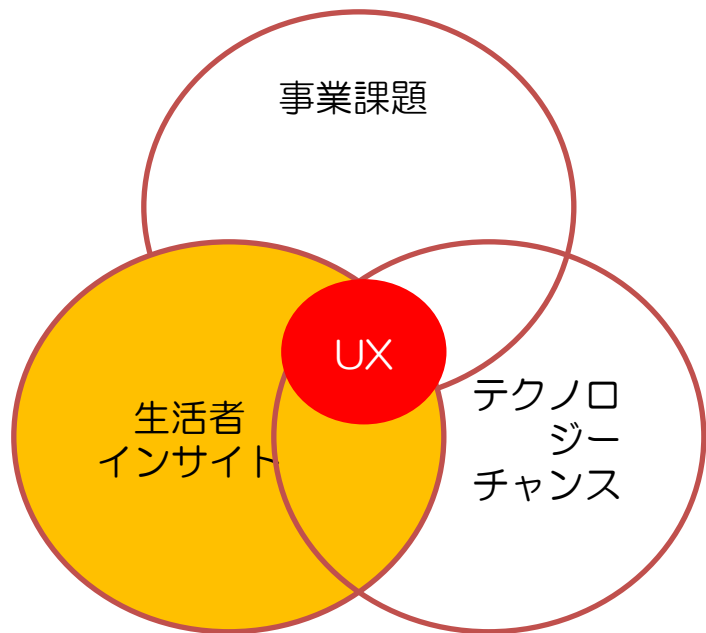 事業課題
UX
生活者
インサイト
テクノロ
ジー
チャンス